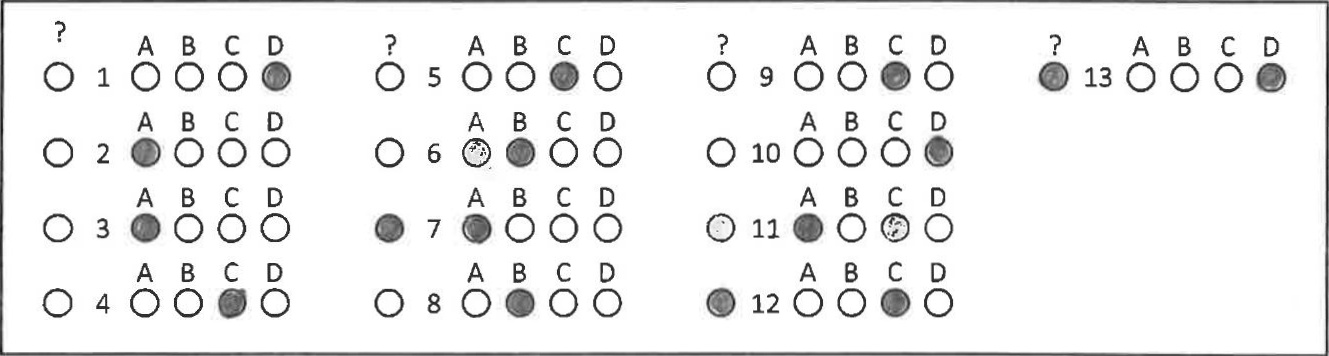 ? A B C D ? A B C D ? A B C D ? A B C D
1 5 9 13
A B C D A B C D A B C D
2 6 10
A B C D A B C D A B C D
3 7 11
A B C D A B C D A B C D
4 8 12